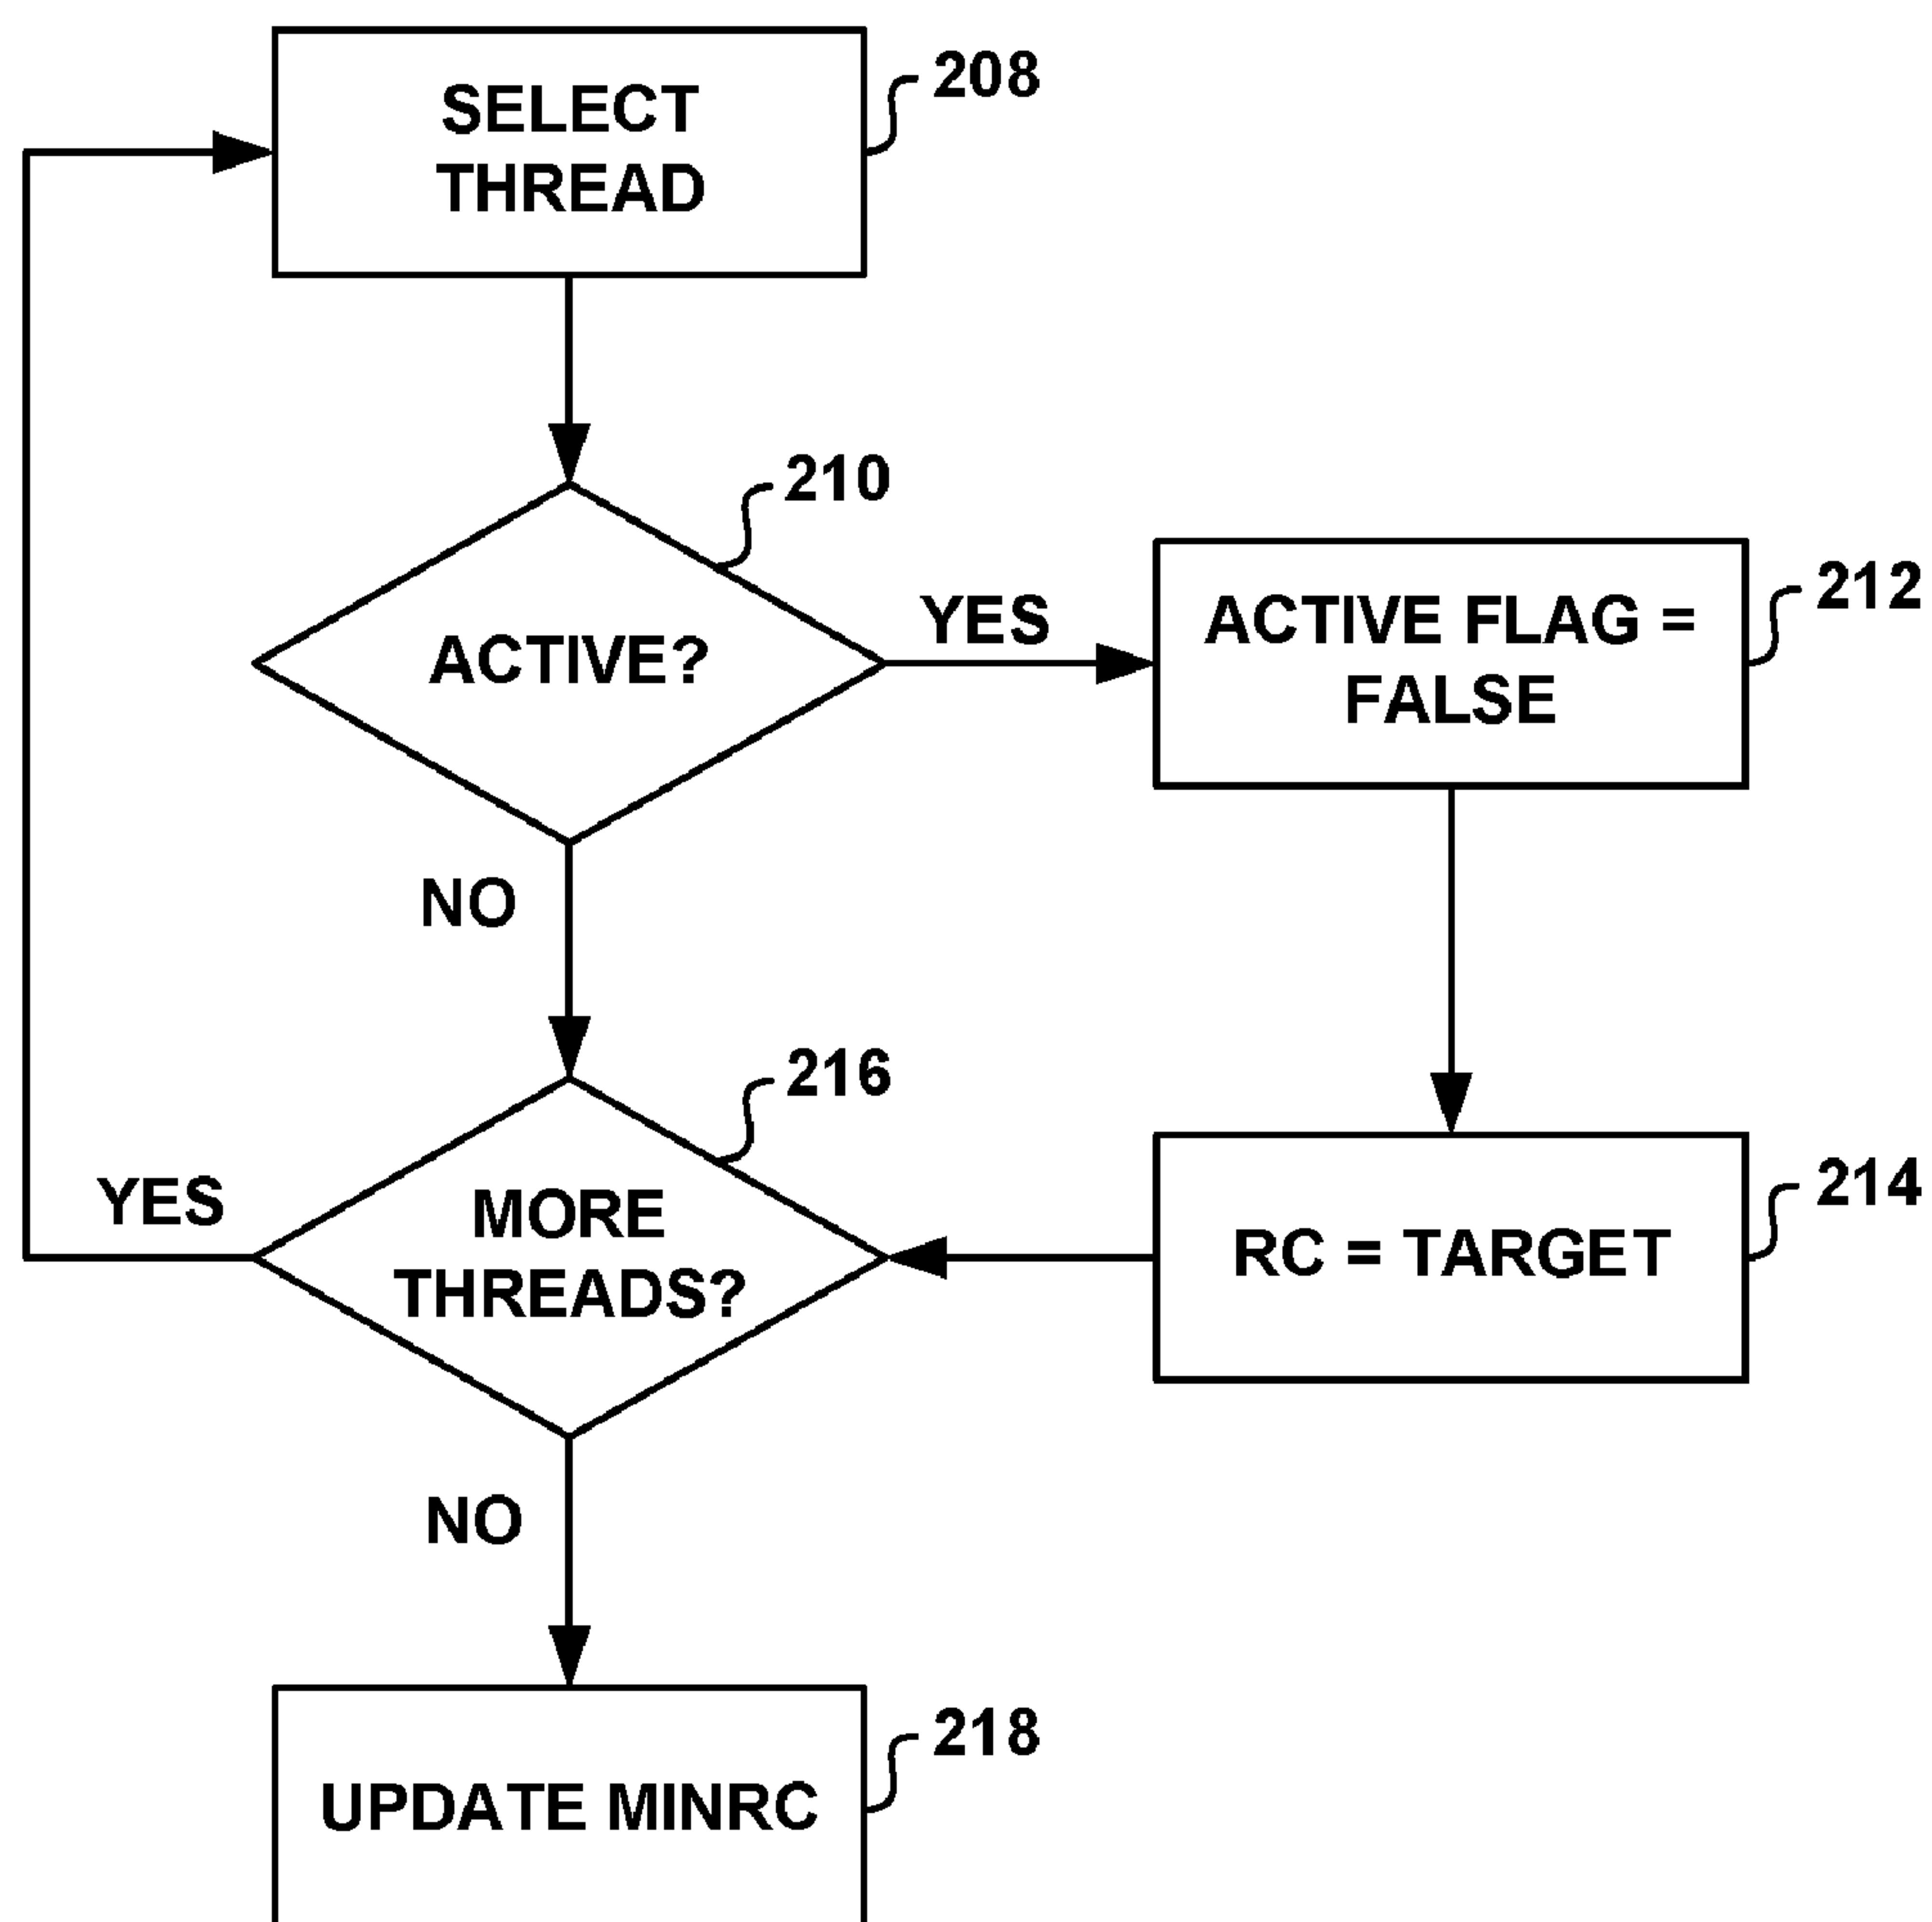 SELECT
THREAD
208
210
ACTIVE?
YES
ACTIVE FLAG =
FALSE
212
NO
216
MORE
THREADS?
YES
RC = TARGET
214
NO
218
UPDATE MINRC